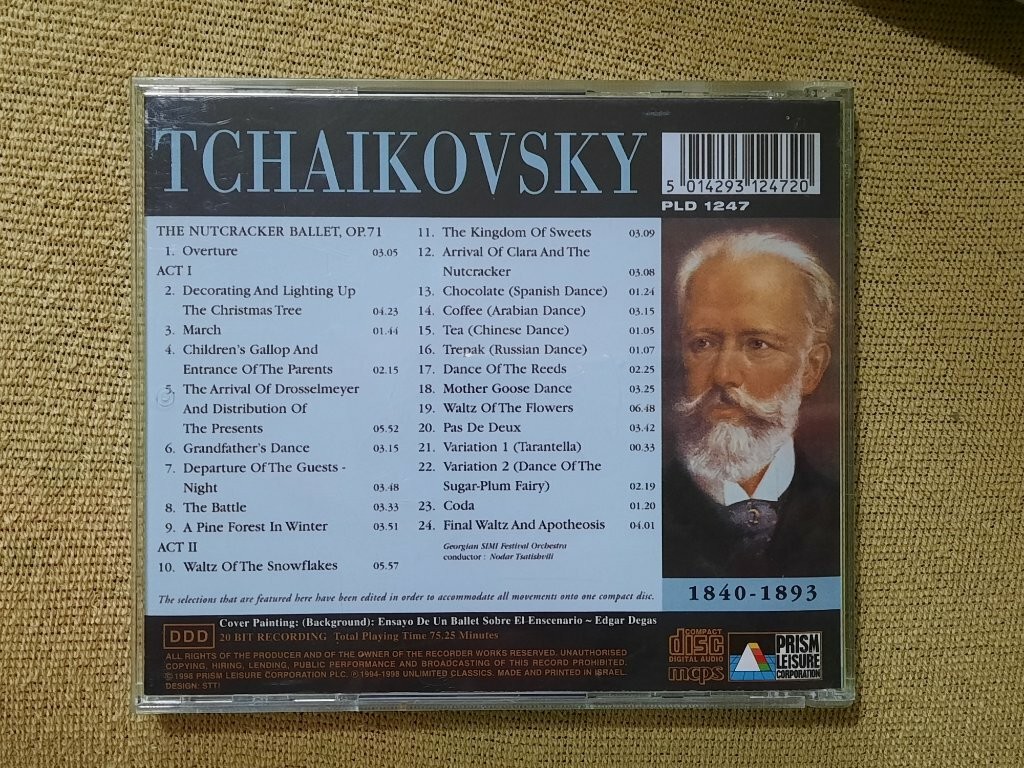 TCHAIKOVSKY
5 014293 124720
PLD 1247
THE NUTCRACKER BALLET, OP.71
1. Overture 03.05
ACT I
2. Decorating And Lighting Up
The Christmas Tree 04.23
3. March 01.44
4. Children's Gallop And
Entrance Of The Parents 02.15
5. The Arrival Of Drosselmeyer
And Distribution Of
The Presents 05.52
6. Grandfather's Dance 03.15
7. Departure Of The Guests -
Night 03.48
8. The Battle 03.33
9. A Pine Forest In Winter 03.51
ACT II
10. Waltz Of The Snowflakes 05.57
11. The Kingdom Of Sweets 03.09
12. Arrival Of Clara And The
Nutcracker 03.08
13. Chocolate (Spanish Dance) 01.24
14. Coffee (Arabian Dance) 03.15
15. Tea (Chinese Dance) 01.05
16. Trepak (Russian Dance) 01.07
17. Dance Of The Reeds 02.25
18. Mother Goose Dance 03.25
19. Waltz Of The Flowers 06.48
20. Pas De Deux 03.42
21. Variation 1 (Tarantella) 00.33
22. Variation 2 (Dance Of The
Sugar-Plum Fairy) 02.19
23. Coda 01.20
24. Final Waltz And Apotheosis 04.01
Georgian SIMI Festival Orchestra
conductor : Nodar Tsatishvili
The selections that are featured here have been edited in order to accommodate all movements onto one compact disc.
1840-1893
Cover Painting: (Background): Ensayo De Un Ballet Sobre El Enscenario ~ Edgar Degas
DDD
20 BIT RECORDING Total Playing Time 75.25 Minutes
ALL RIGHTS OF THE PRODUCER AND OF THE OWNER OF THE RECORDER WORKS RESERVED. UNAUTHORISED
COPYING, HIRING, LENDING, PUBLIC PERFORMANCE AND BROADCASTING OF THIS RECORD PROHIBITED.
©1998 PRISM LEISURE CORPORATION PLC. ℗1994-1998 UNLIMITED CLASSICS. MADE AND PRINTED IN ISRAEL.
DESIGN: STTI
COMPACT
disc
DIGITAL AUDIO
mcps
PRISM
LEISURE
CORPORATION